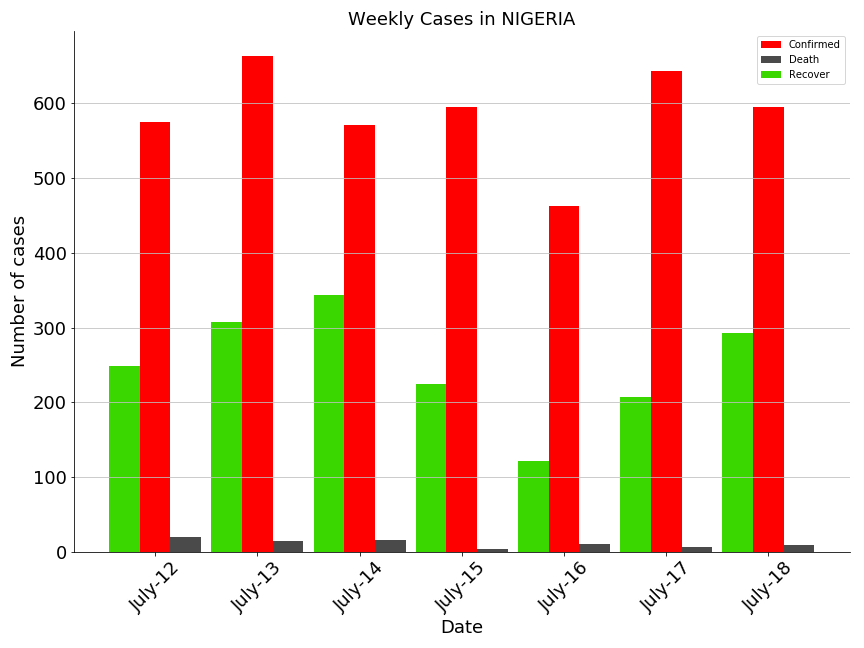 Weekly Cases in NIGERIA
Confirmed
Death
Recover
Number of cases
600
500
400
300
200
100
0
July-12
July-13
July-14
July-15
July-16
July-17
July-18
Date